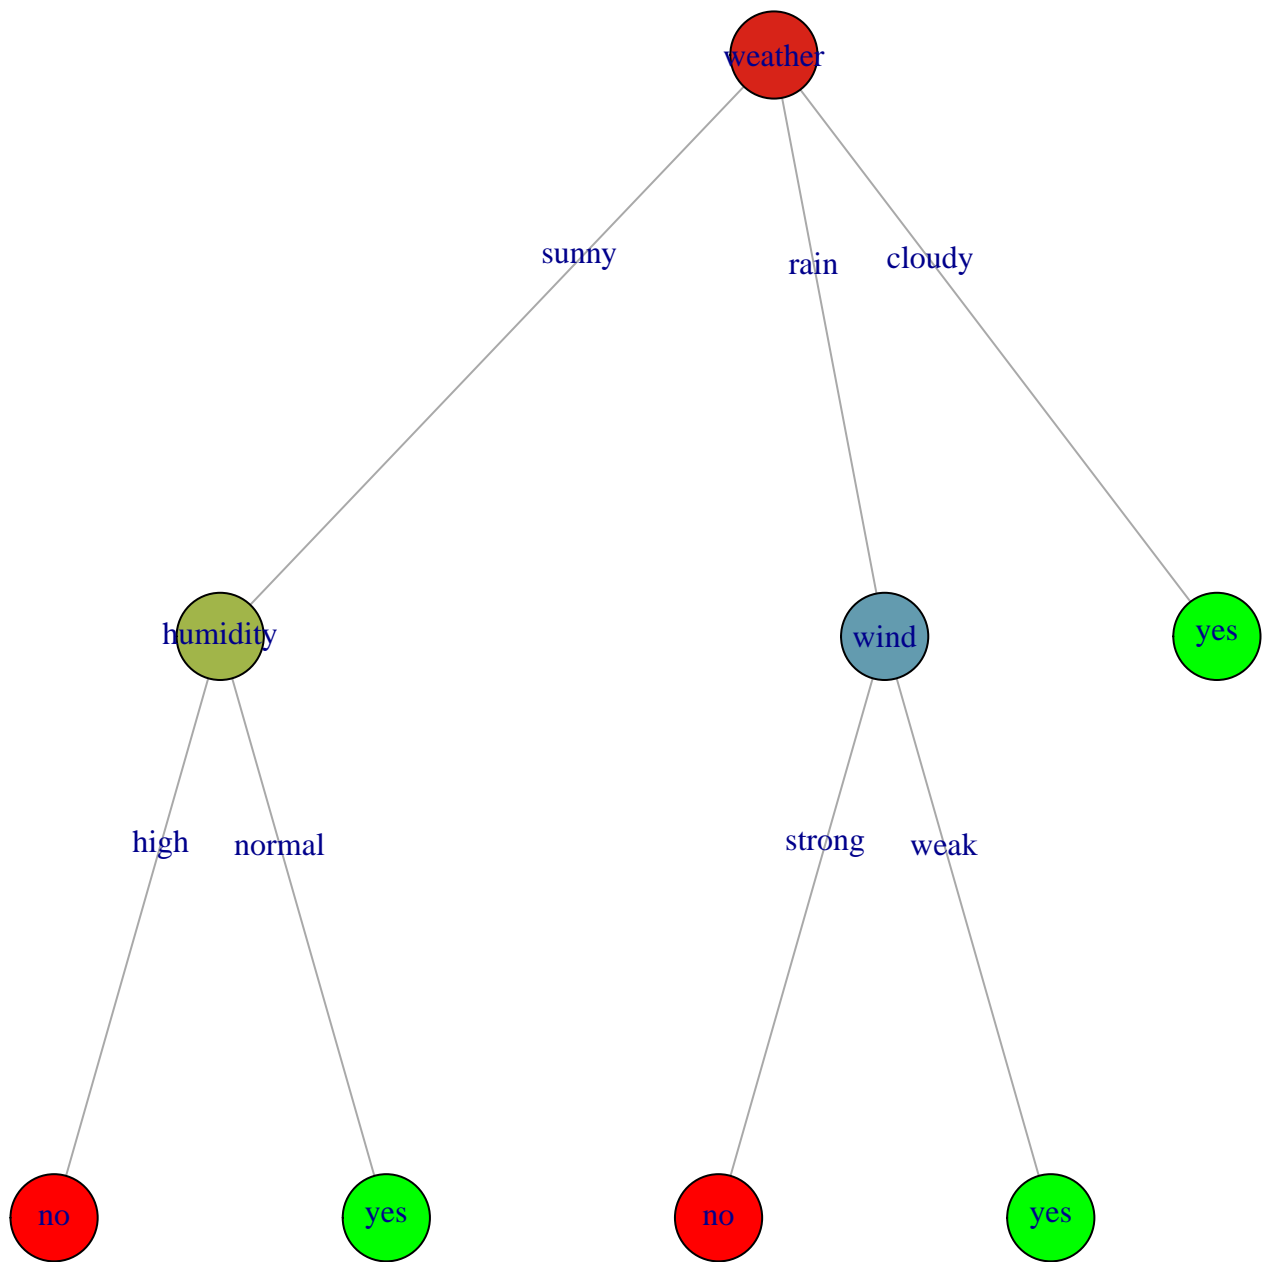 weather
sunny
rain
cloudy
humidity
wind
yes
high
normal
strong
weak
no
yes
no
yes